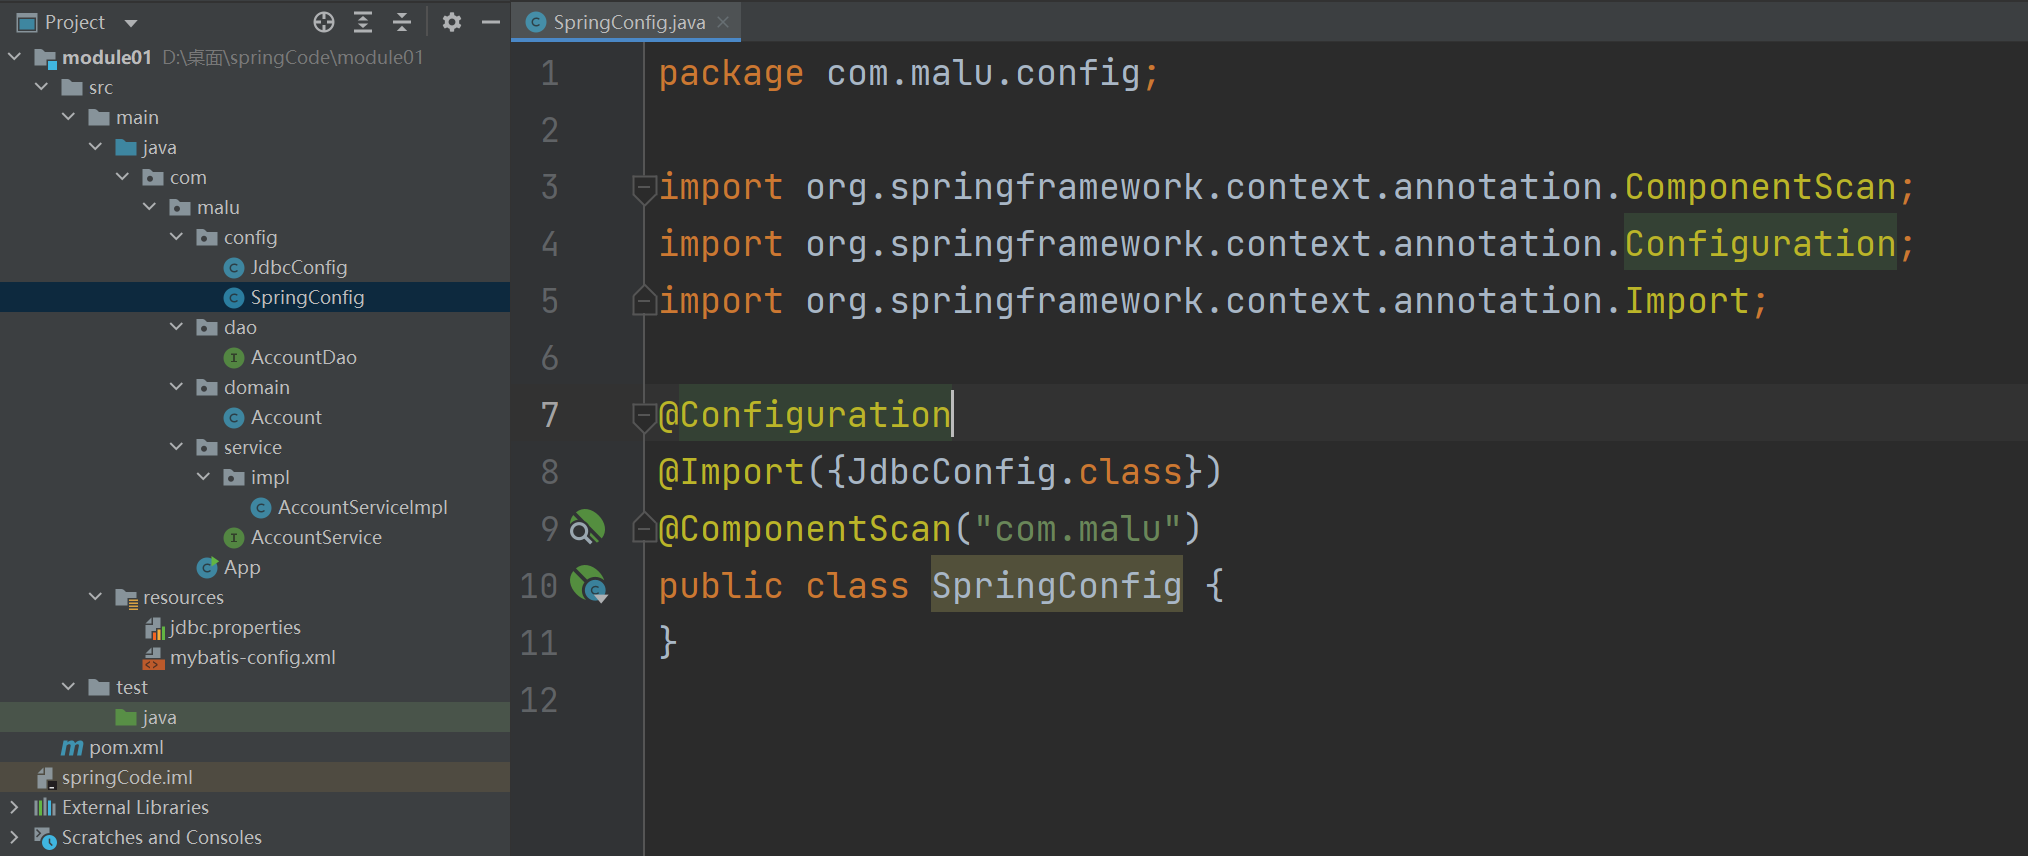 Project
module01 D:\桌面\springCode\module01
src
main
java
com
malu
config
JdbcConfig
SpringConfig
dao
AccountDao
domain
Account
service
impl
AccountServiceImpl
AccountService
App
resources
jdbc.properties
mybatis-config.xml
test
java
pom.xml
springCode.iml
External Libraries
Scratches and Consoles
SpringConfig.java
1 package com.malu.config;
2
3 import org.springframework.context.annotation.ComponentScan;
4 import org.springframework.context.annotation.Configuration;
5 import org.springframework.context.annotation.Import;
6
7 @Configuration
8 @Import({JdbcConfig.class})
9 @ComponentScan("com.malu")
10 public class SpringConfig {
11 }
12